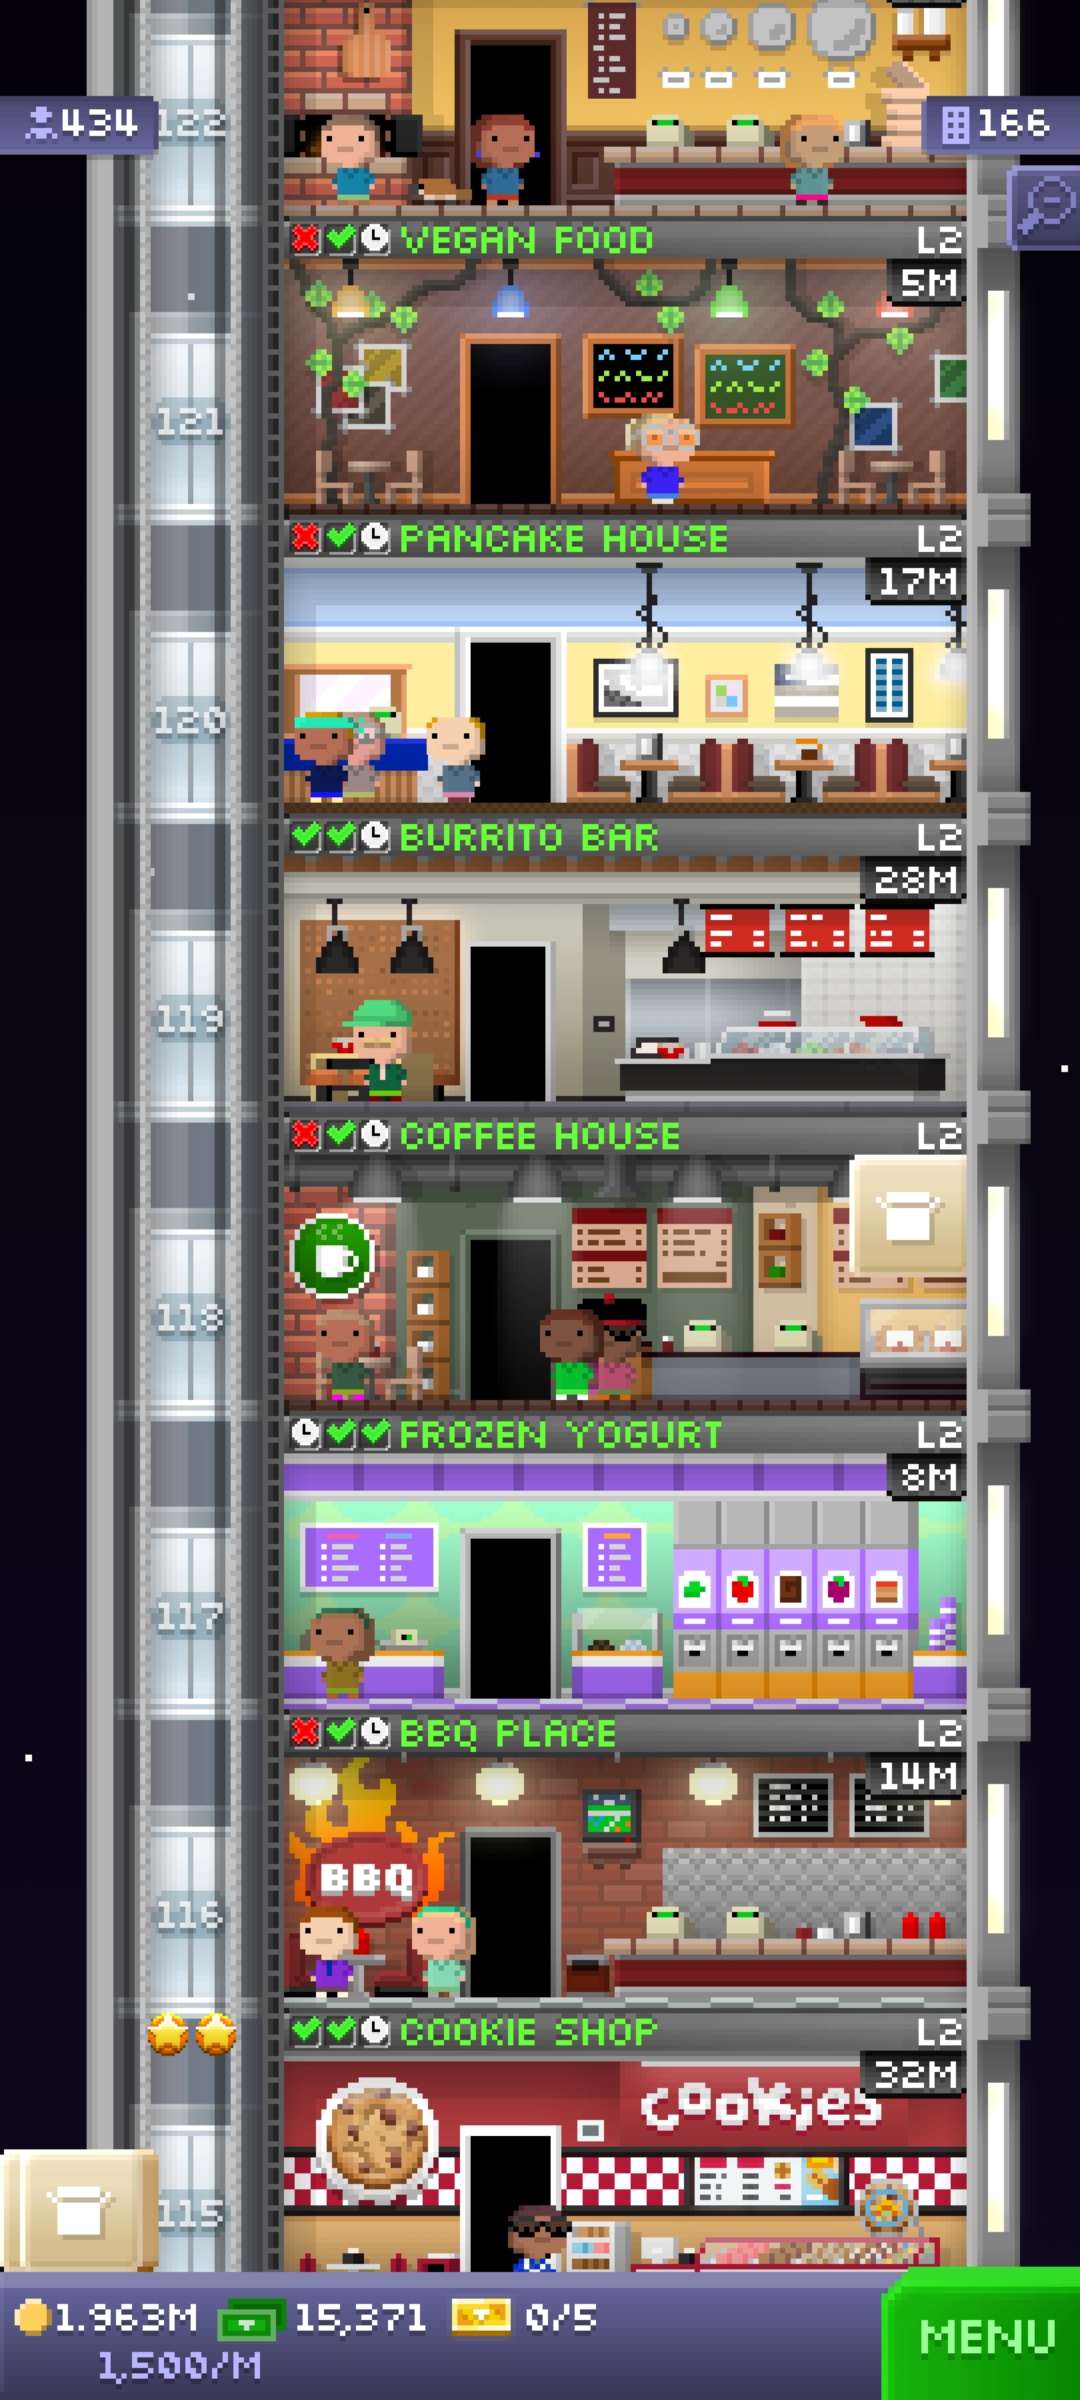 434
122
166
VEGAN FOOD
L2
5M
121
PANCAKE HOUSE
L2
17M
120
BURRITO BAR
L2
28M
119
COFFEE HOUSE
L2
118
FROZEN YOGURT
L2
8M
117
BBQ PLACE
L2
14M
BBQ
116
COOKIE SHOP
L2
32M
cookies
115
1.963M 15,371 0/5
1,500/M
MENU